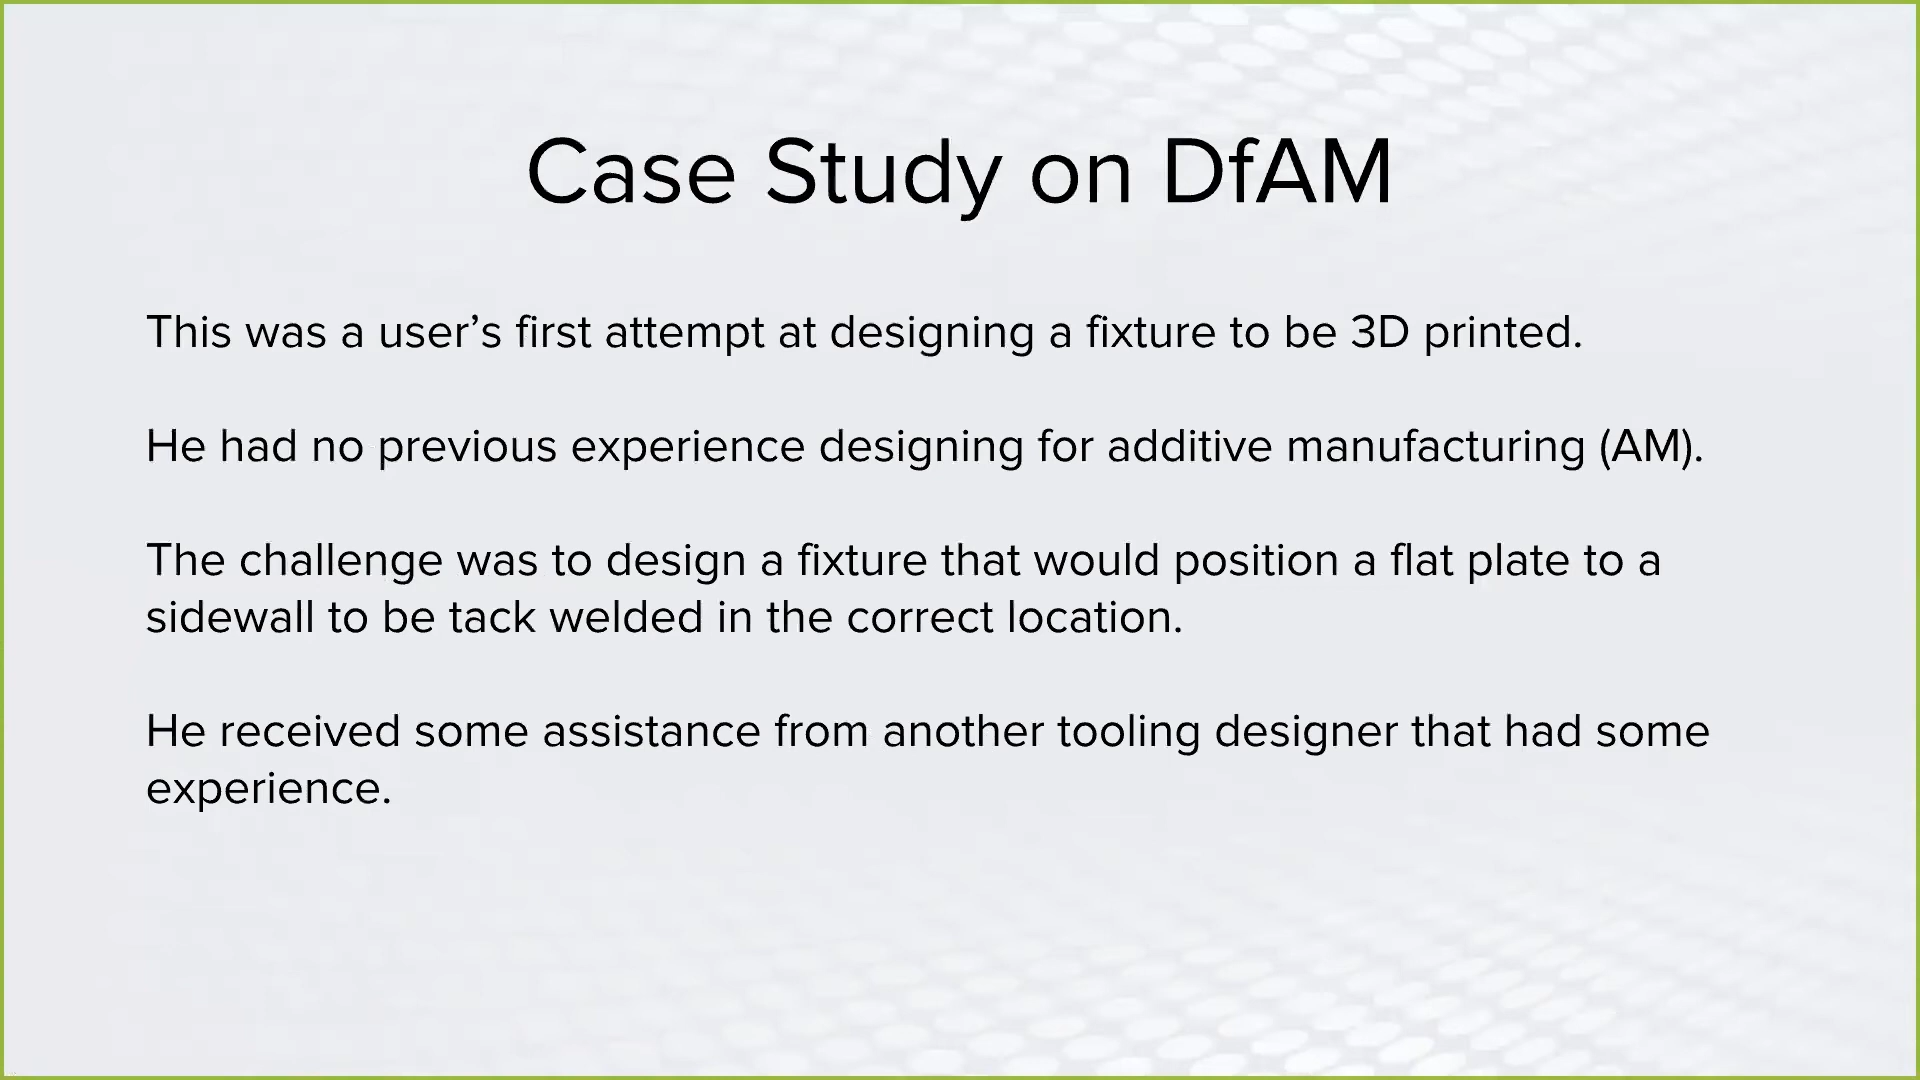 Case Study on DfAM
This was a user’s first attempt at designing a fixture to be 3D printed.
He had no previous experience designing for additive manufacturing (AM).
The challenge was to design a fixture that would position a flat plate to a
sidewall to be tack welded in the correct location.
He received some assistance from another tooling designer that had some
experience.